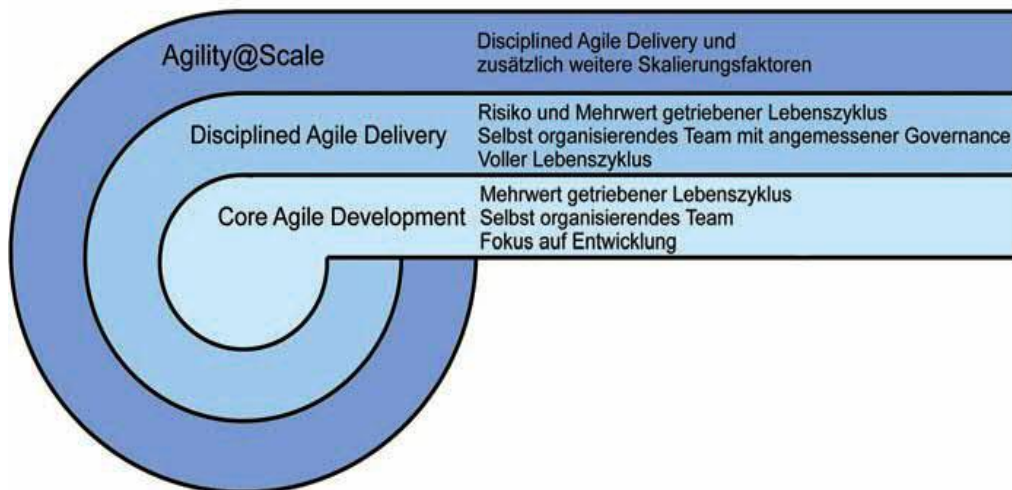 Agility@Scale
Disciplined Agile Delivery und
zusätzlich weitere Skalierungsfaktoren
Disciplined Agile Delivery
Risiko und Mehrwert getriebener Lebenszyklus
Selbst organisierendes Team mit angemessener Governance
Voller Lebenszyklus
Core Agile Development
Mehrwert getriebener Lebenszyklus
Selbst organisierendes Team
Fokus auf Entwicklung